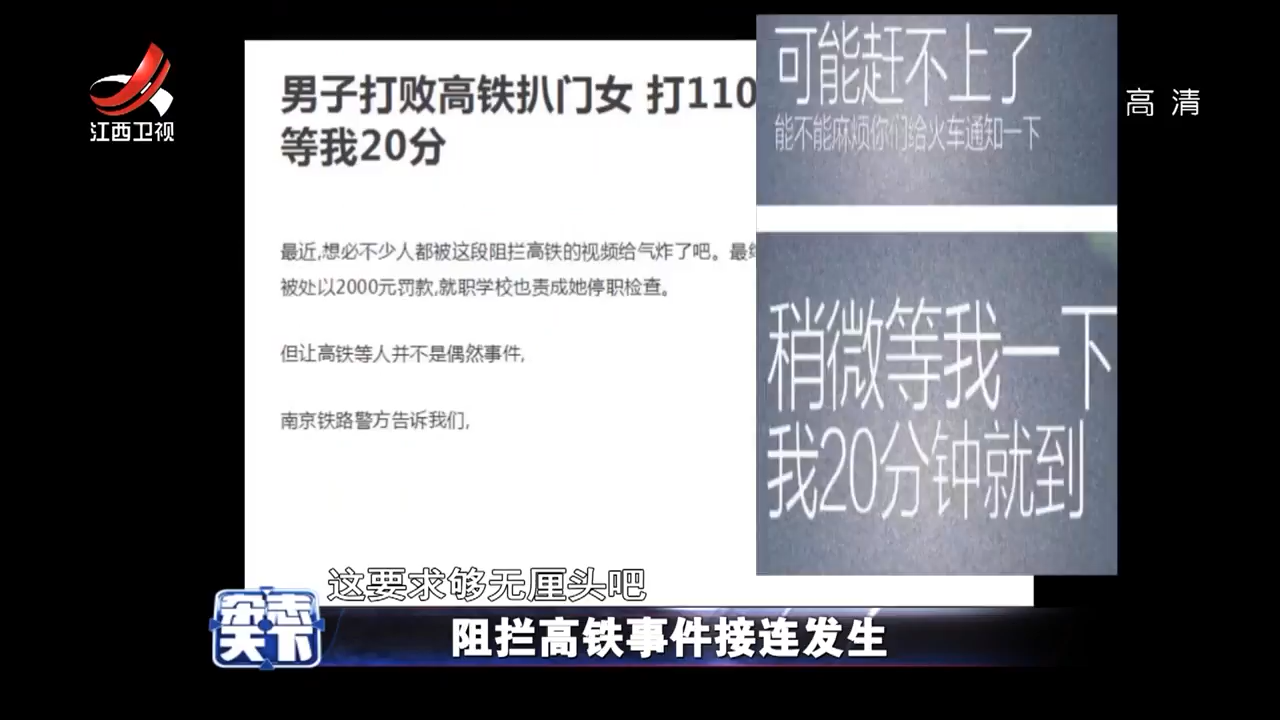 江西卫视
高清
男子打败高铁扒门女 打110
等我20分
最近,想必不少人都被这段阻拦高铁的视频给气炸了吧。最
被处以2000元罚款,就职学校也责成她停职检查。
但让高铁等人并不是偶然事件,
南京铁路警方告诉我们,
可能赶不上了
能不能麻烦你们给火车通知一下
稍微等我一下
我20分钟就到
这要求够无厘头吧
杂志天下
阻拦高铁事件接连发生